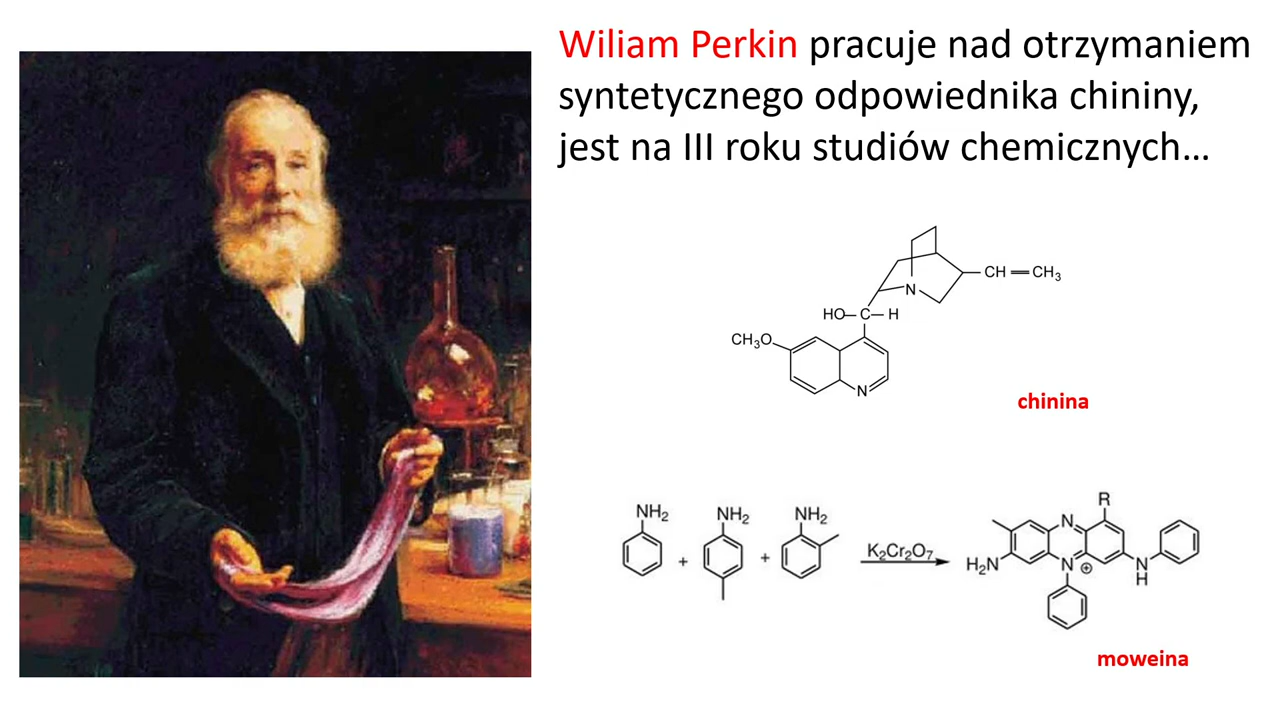 Wiliam Perkin pracuje nad otrzymaniem
syntetycznego odpowiednika chininy,
jest na III roku studiów chemicznych...
CH=CH₃
N
HO-C-H
CH₃O
N
chinina
NH₂ + NH₂ + NH₂
K₂Cr₂O₇
R
N
H₂N
N
⊕
N
H
moweina